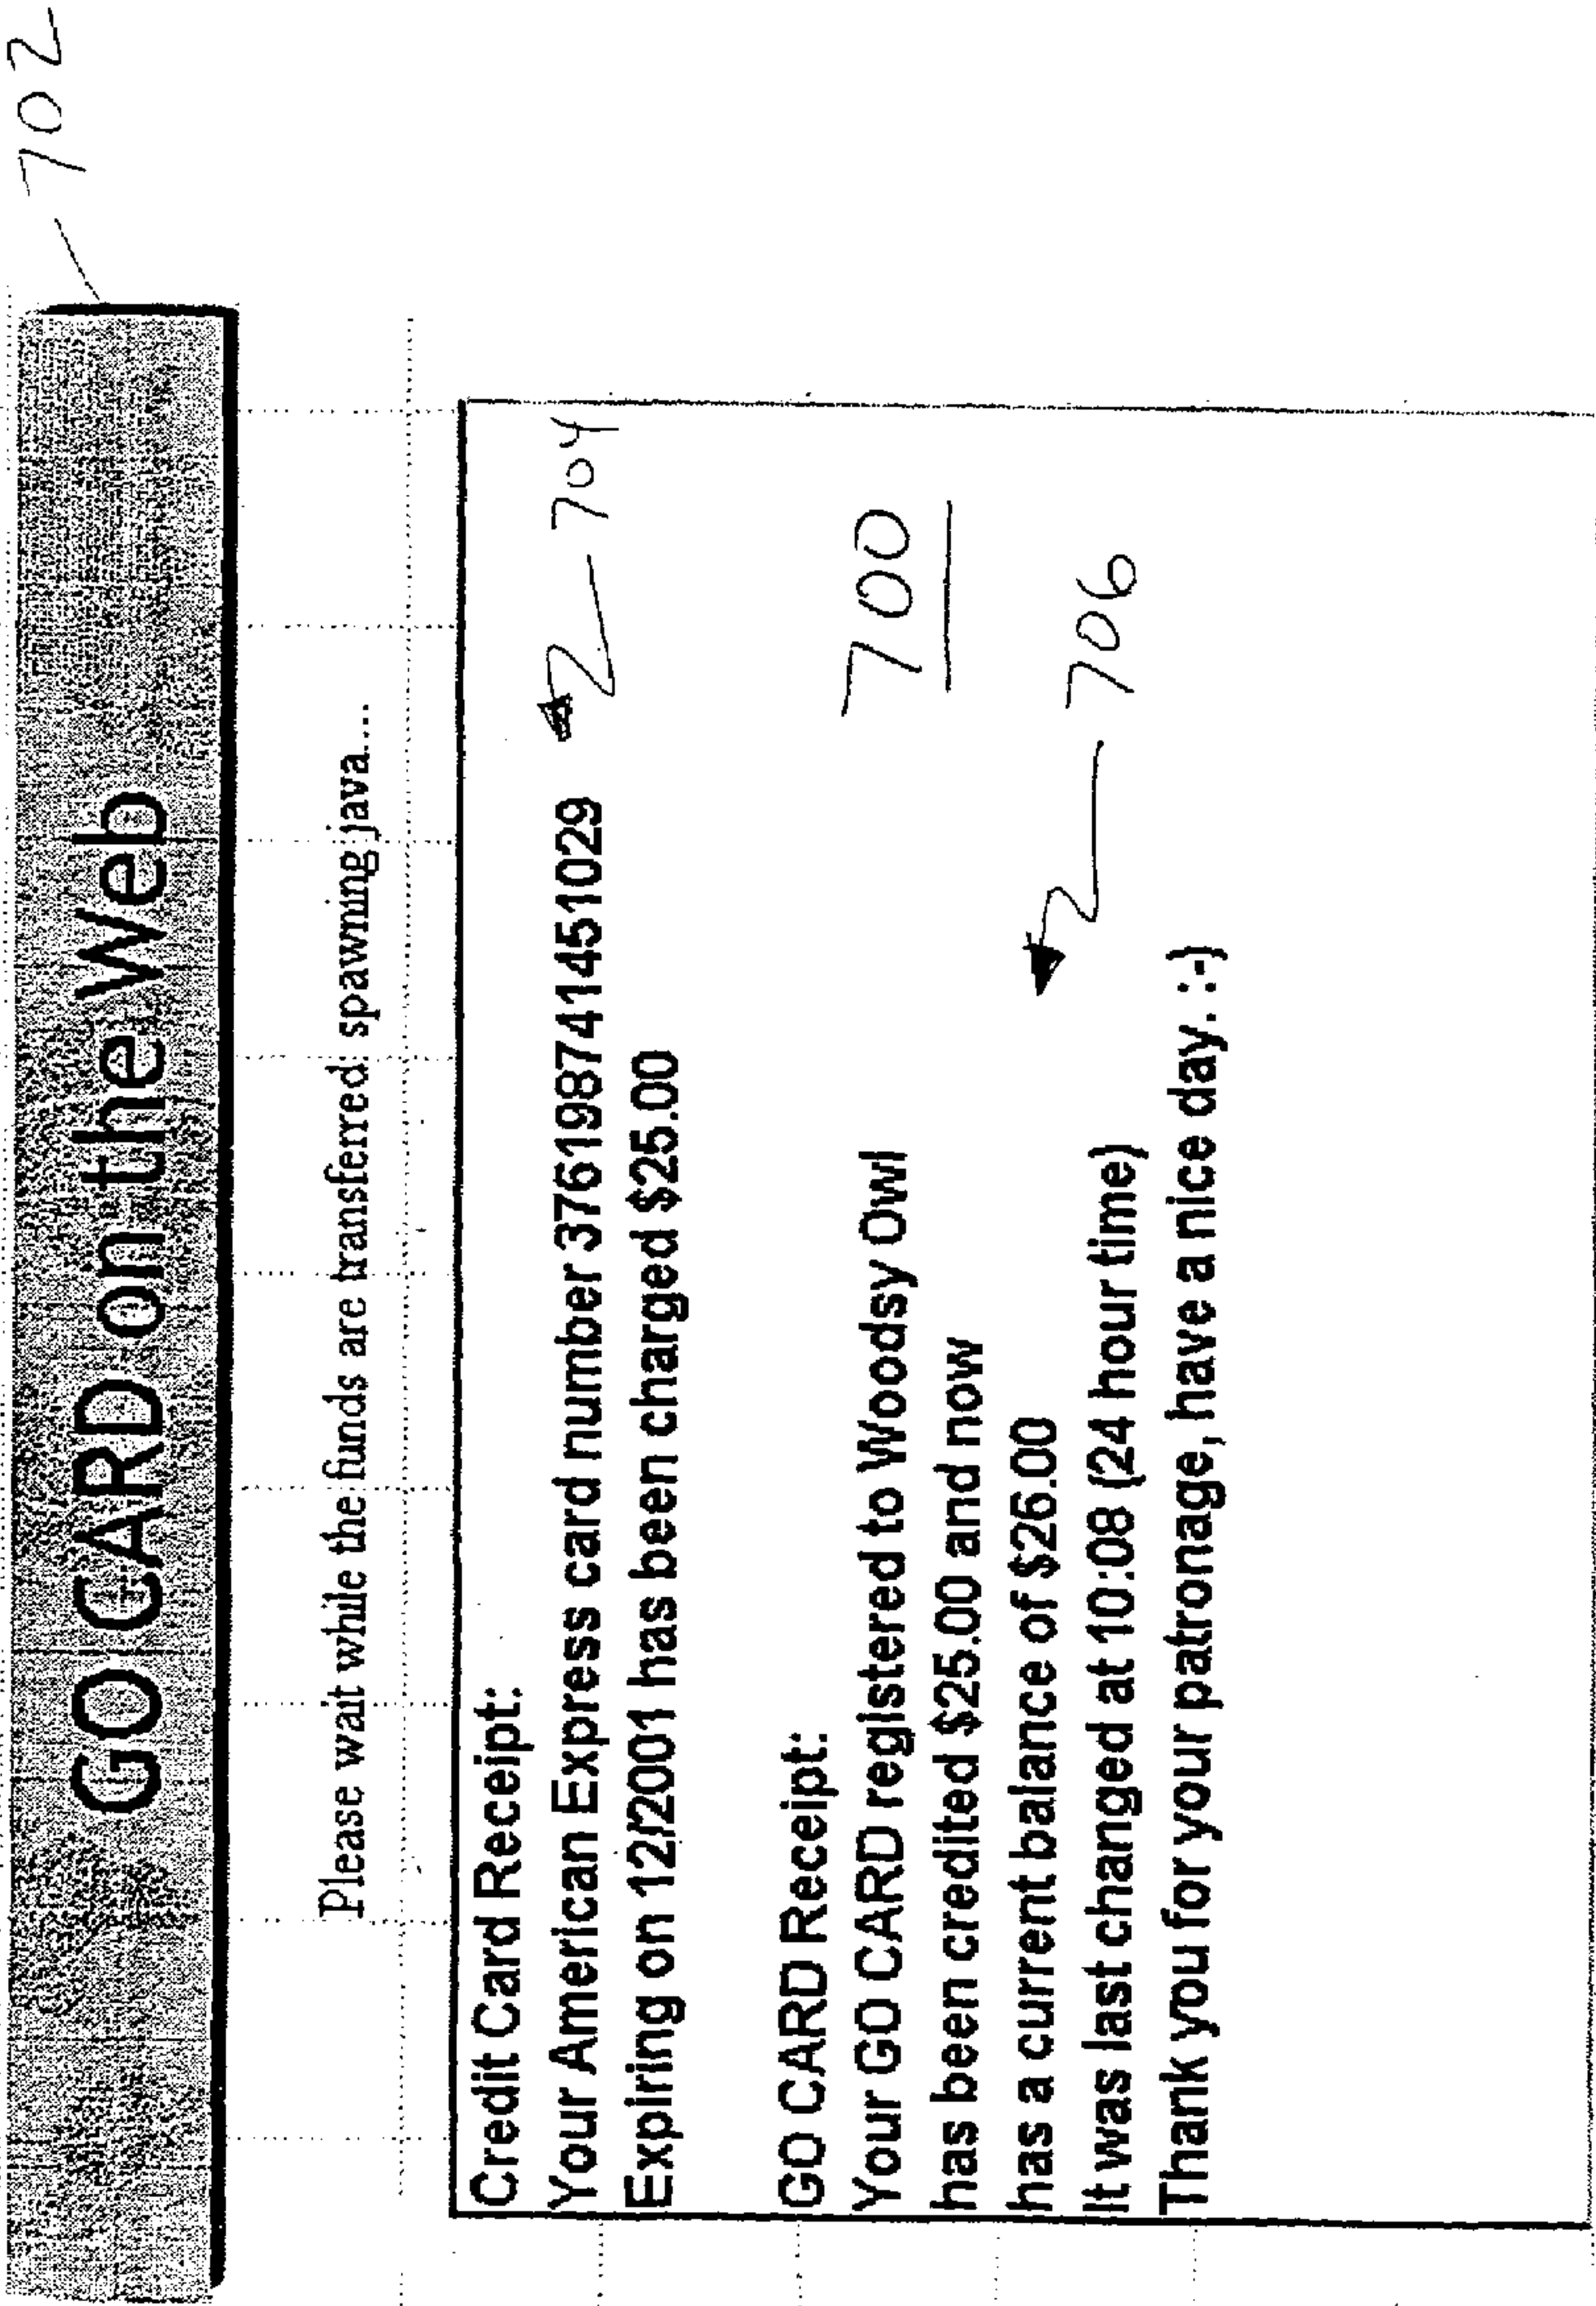 702
GO CARD on the Web
Please wait while the funds are transferred: spawning java...
Credit Card Receipt:
Your American Express card number 376198741451029
704
Expiring on 12/2001 has been charged $25.00
GO CARD Receipt:
Your GO CARD registered to Woodsy Owl
700
has been credited $25.00 and now
has a current balance of $26.00
706
It was last changed at 10:08 (24 hour time)
Thank you for your patronage, have a nice day. :-)